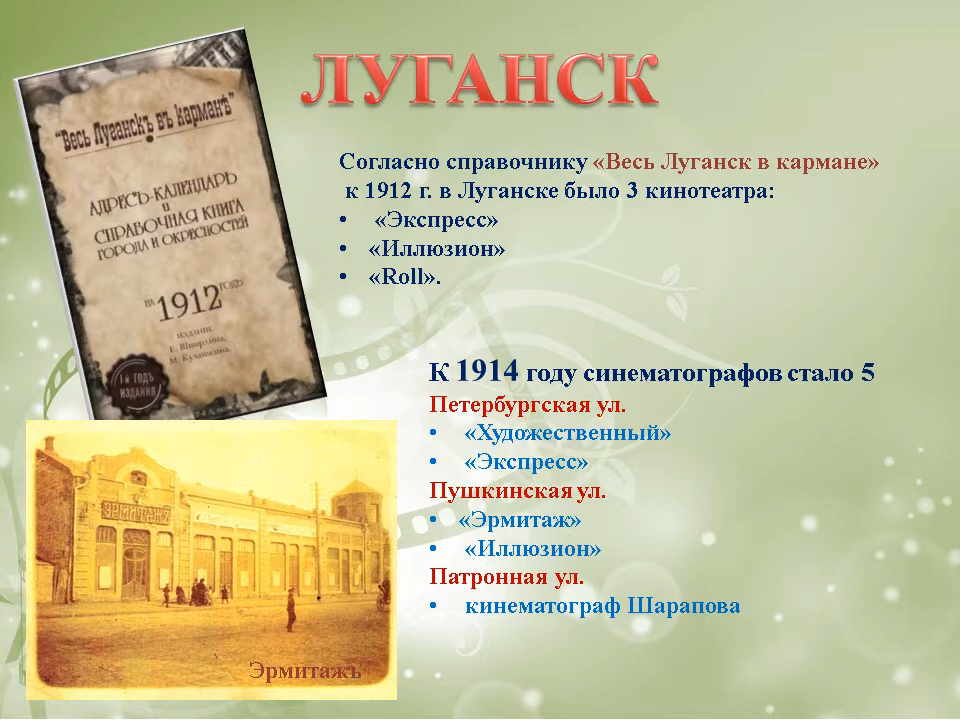 ЛУГАНСК
"Весь Луганскъ въ карманѣ"
АДРЕСЪ-КАЛЕНДАРЬ
И
СПРАВОЧНАЯ КНИГА
ГОРОДА И ОКРЕСНОСТЕЙ
НА 1912 ГОДЪ
ИЗДАНІЕ
1-й ГОДЪ
ИЗДАНІЯ
Согласно справочнику «Весь Луганск в кармане»
к 1912 г. в Луганске было 3 кинотеатра:
• «Экспресс»
• «Иллюзион»
• «Roll».
К 1914 году синематографов стало 5
Петербургская ул.
• «Художественный»
• «Экспресс»
Пушкинская ул.
• «Эрмитаж»
• «Иллюзион»
Патронная ул.
• кинематограф Шарапова
ЭРМИТАЖЪ
Эрмитажъ